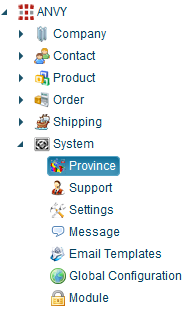 ANVY
Company
Contact
Product
Order
Shipping
System
Province
Support
Settings
Message
Email Templates
Global Configuration
Module